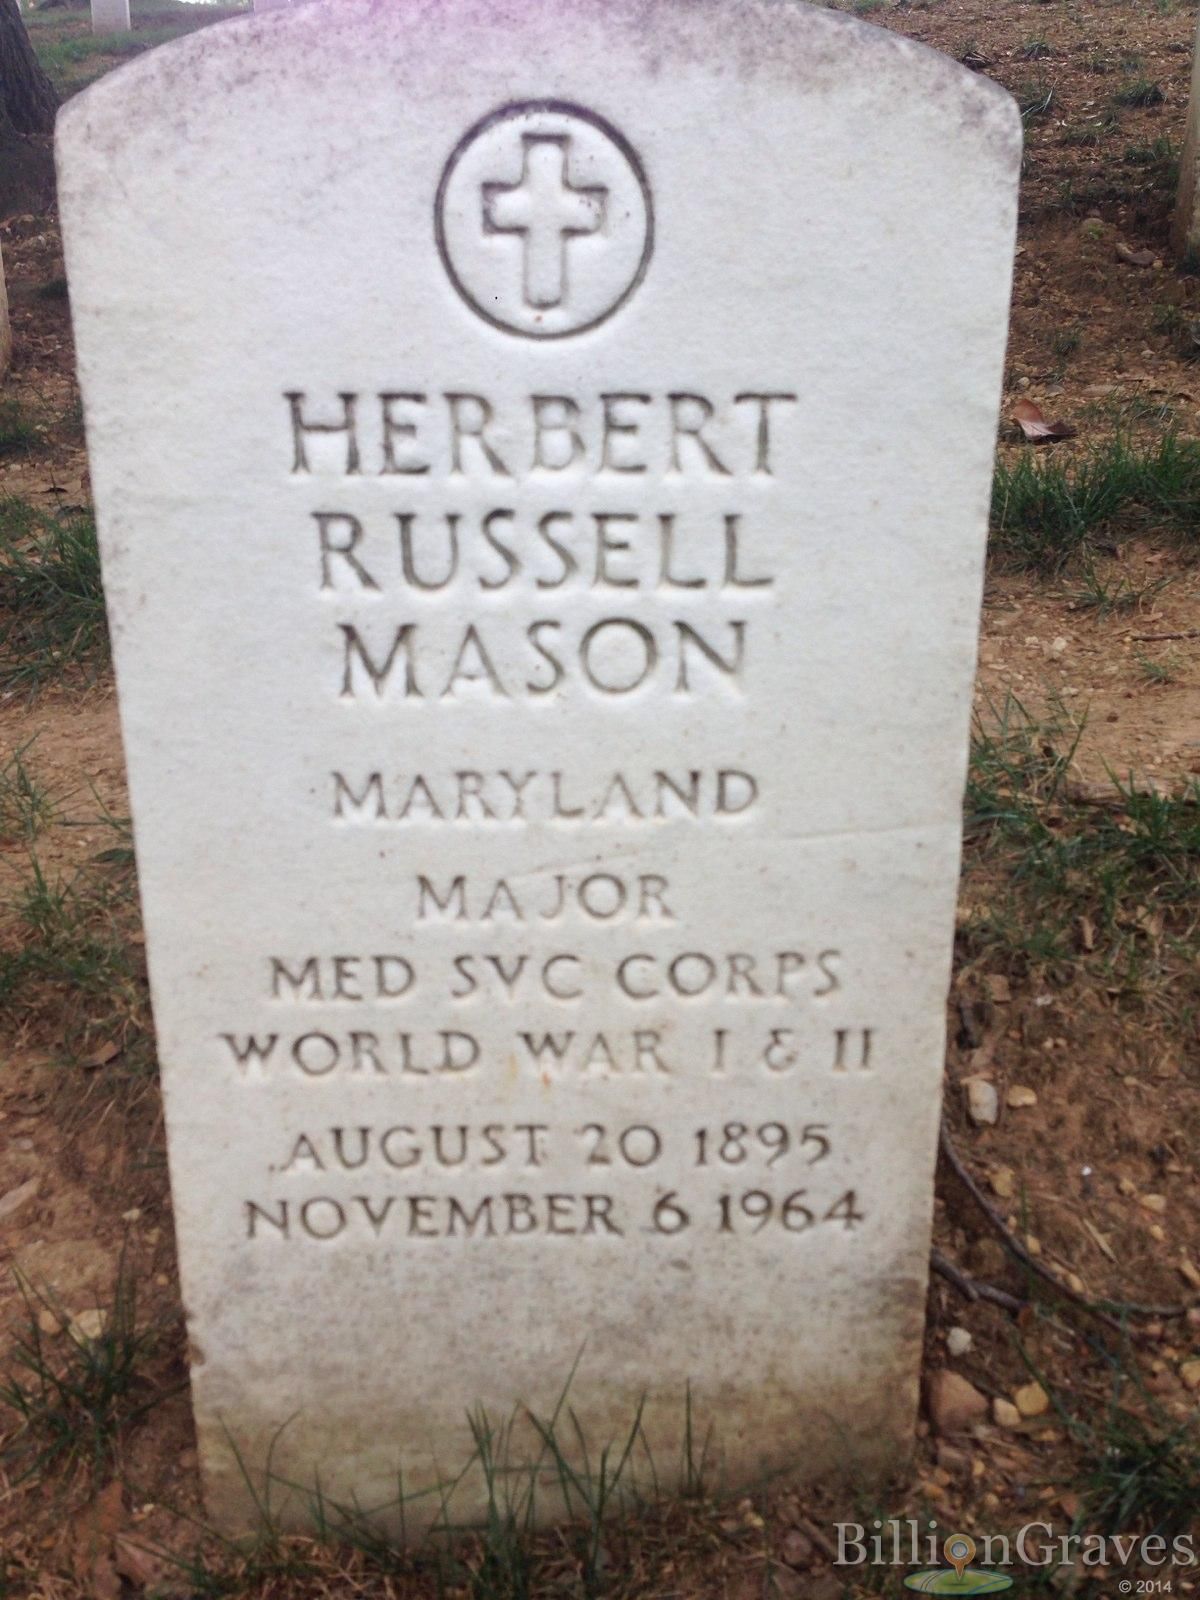 HERBERT
RUSSELL
MASON
MARYLAND
MAJOR
MED SVC CORPS
WORLD WAR I & II
AUGUST 20 1895
NOVEMBER 6 1964
BillionGraves
© 2014